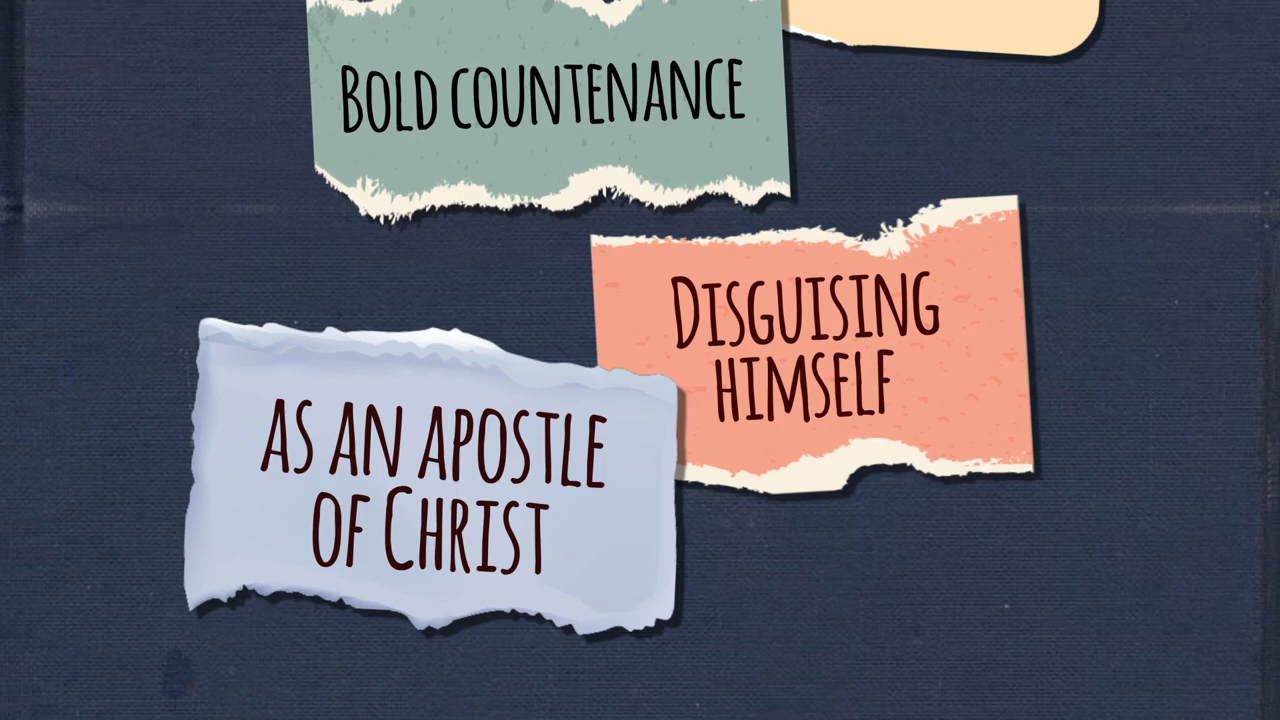 Bold countenance
Disguising
himself
as an apostle
of Christ